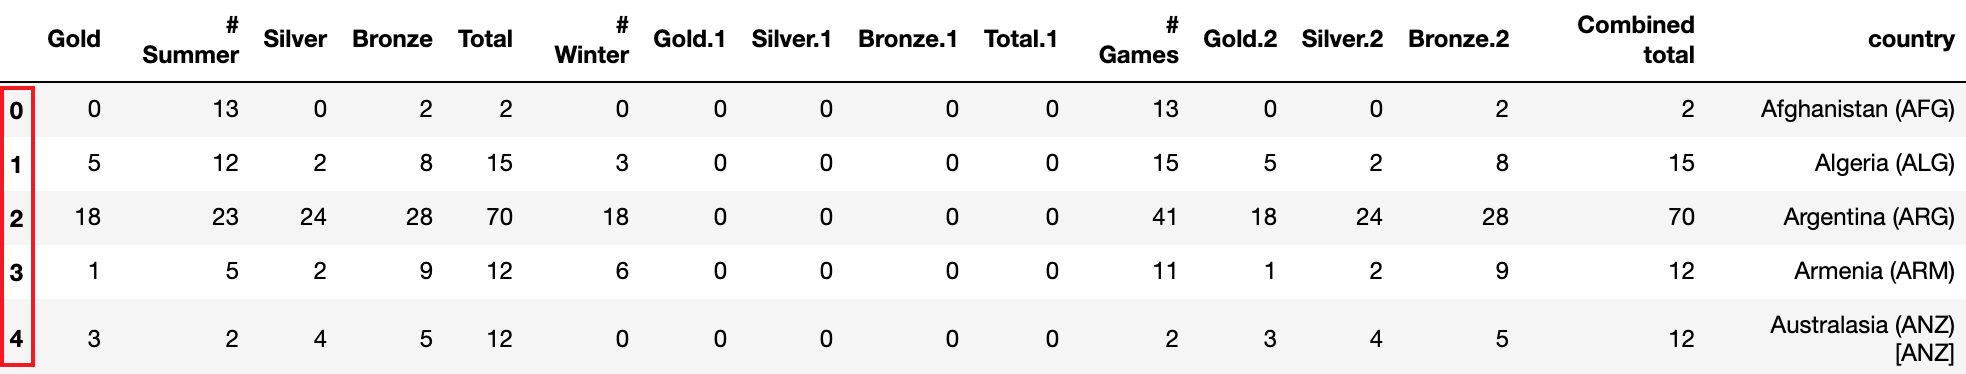 Gold # Summer Silver Bronze Total # Winter Gold.1 Silver.1 Bronze.1 Total.1 # Games Gold.2 Silver.2 Bronze.2 Combined total country
0 0 13 0 2 2 0 0 0 0 0 13 0 0 2 2 Afghanistan (AFG)
1 5 12 2 8 15 3 0 0 0 0 15 5 2 8 15 Algeria (ALG)
2 18 23 24 28 70 18 0 0 0 0 41 18 24 28 70 Argentina (ARG)
3 1 5 2 9 12 6 0 0 0 0 11 1 2 9 12 Armenia (ARM)
4 3 2 4 5 12 0 0 0 0 0 2 3 4 5 12 Australasia (ANZ) [ANZ]